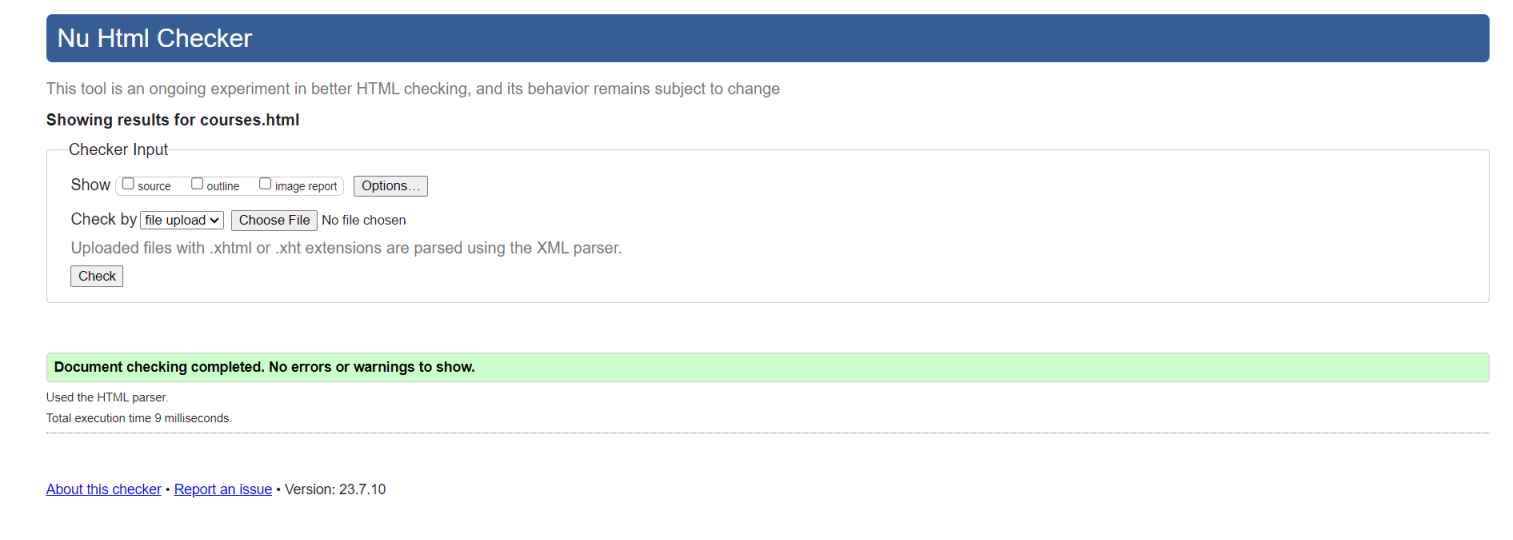 Nu Html Checker
This tool is an ongoing experiment in better HTML checking, and its behavior remains subject to change
Showing results for courses.html
Checker Input
Show source outline image report Options...
Check by file upload Choose File No file chosen
Uploaded files with .xhtml or .xht extensions are parsed using the XML parser.
Check
Document checking completed. No errors or warnings to show.
Used the HTML parser.
Total execution time 9 milliseconds.
About this checker • Report an issue • Version: 23.7.10